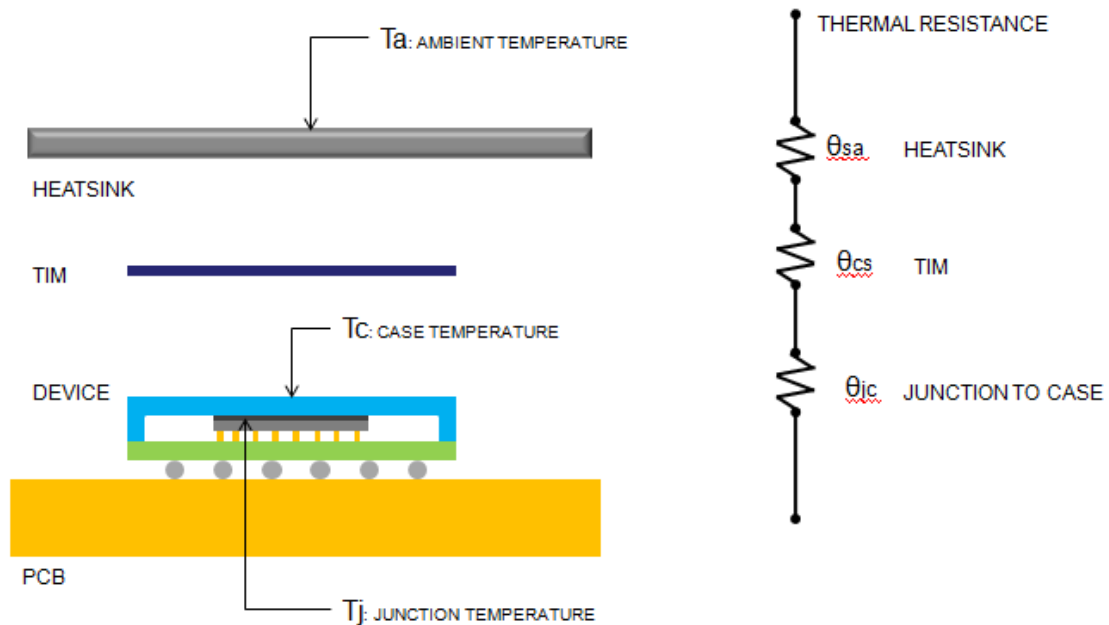 Ta: AMBIENT TEMPERATURE
HEATSINK
TIM
Tc: CASE TEMPERATURE
DEVICE
PCB
Tj: JUNCTION TEMPERATURE
THERMAL RESISTANCE
θsa HEATSINK
θcs TIM
θjc JUNCTION TO CASE